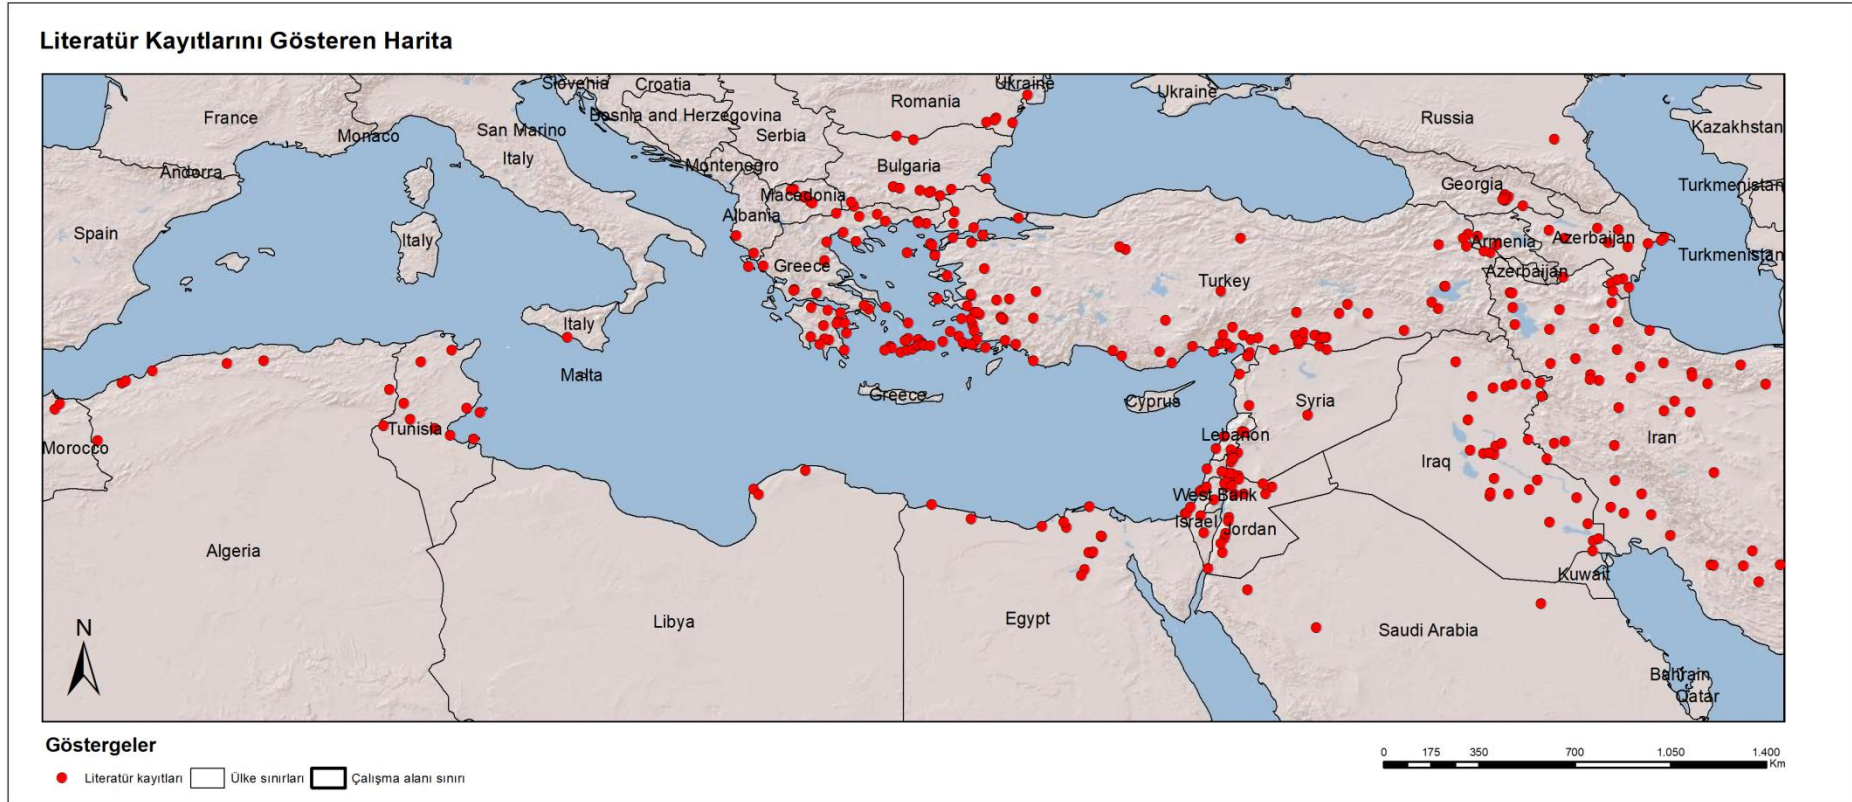 Literatür Kayıtlarını Gösteren Harita
Slovenia
Croatia
Ukraine
Ukraine
Romania
France
Bosnia and Herzegovina
Russia
Kazakhstan
Monaco
San Marino
Serbia
Italy
Montenegro
Bulgaria
Andorra
Georgia
Turkmenistan
Macedonia
Albania
Spain
Italy
Armenia
Azerbaijan
Turkmenistan
Greece
Azerbaijan
Turkey
Italy
Malta
Greece
Cyprus
Syria
Tunisia
Lebanon
Iran
Morocco
Iraq
West Bank
Israel
Jordan
Algeria
Kuwait
Libya
Egypt
Saudi Arabia
N
Bahrain
Qatar
Göstergeler
Literatür kayıtları
Ülke sınırları
Çalışma alanı sınırı
0 175 350 700 1.050 1.400
Km